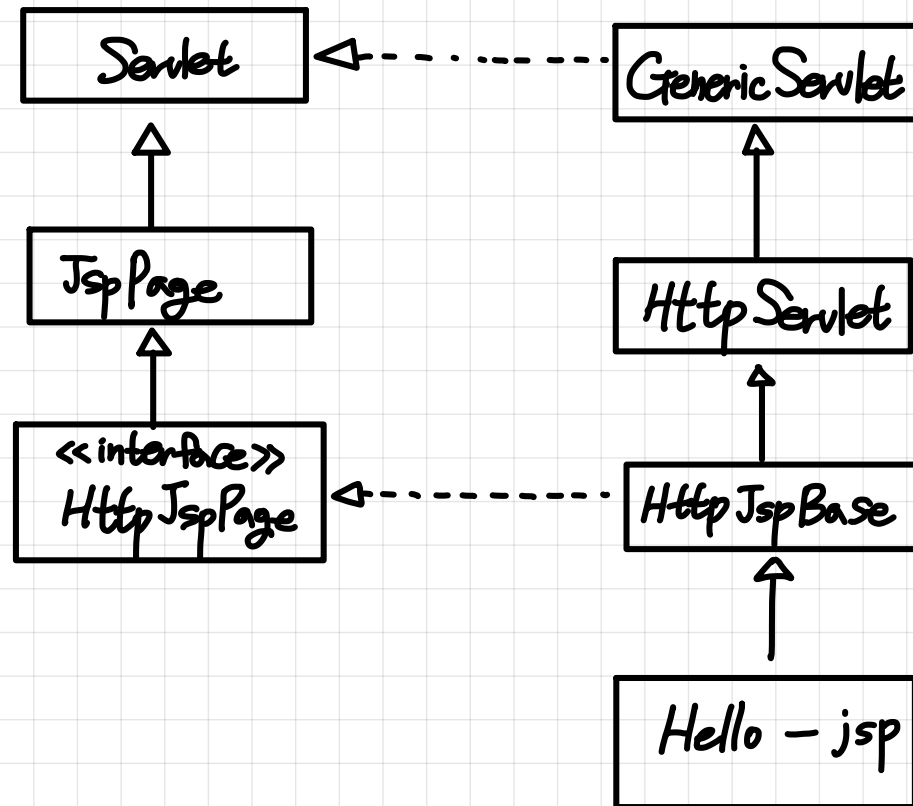 Servlet
GenericServlet
JspPage
HttpServlet
<<interface>>
HttpJspPage
HttpJspBase
Hello - jsp